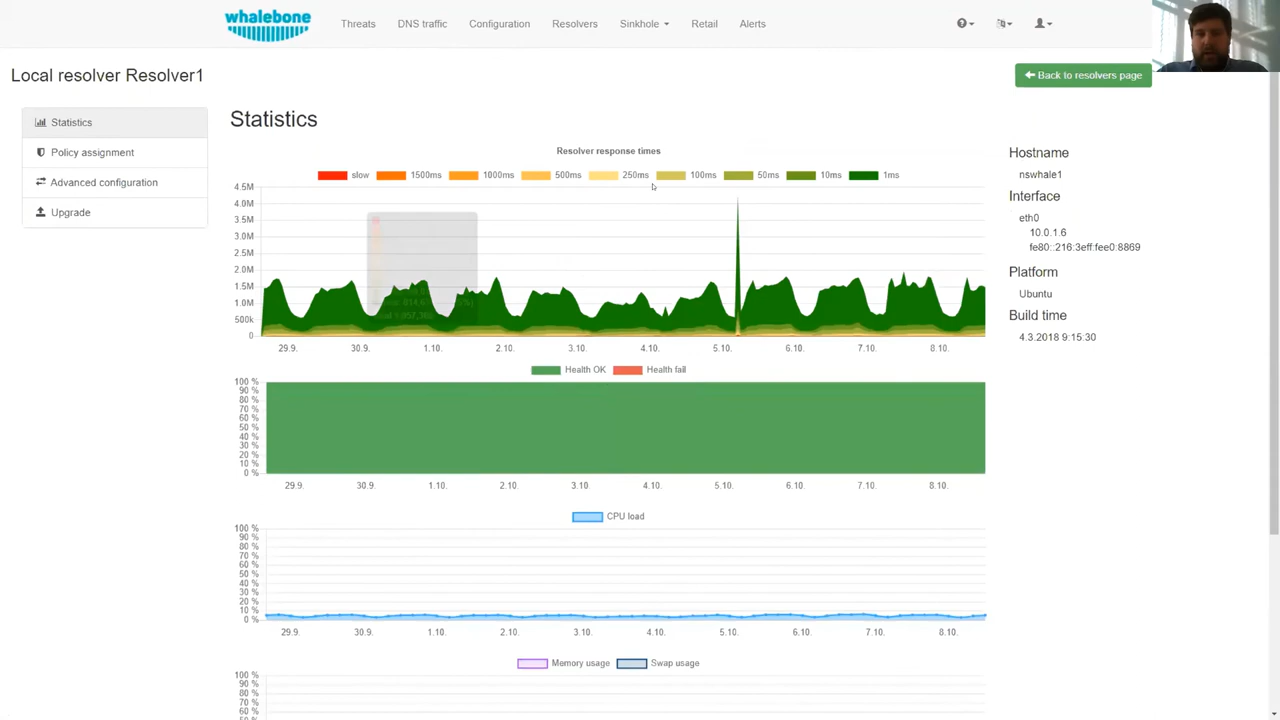 whalebone
Threats
DNS traffic
Configuration
Resolvers
Sinkhole
Retail
Alerts
Local resolver Resolver1
Back to resolvers page
Statistics
Policy assignment
Advanced configuration
Upgrade
Statistics
Resolver response times
slow 1500ms 1000ms 500ms 250ms 100ms 50ms 10ms 1ms
4.5M
4.0M
3.5M
3.0M
2.5M
2.0M
1.5M
1.0M
500k
0
29.9. 30.9. 1.10. 2.10. 3.10. 4.10. 5.10. 6.10. 7.10. 8.10.
Health OK Health fail
100 %
90 %
80 %
70 %
60 %
50 %
40 %
30 %
20 %
10 %
0 %
29.9. 30.9. 1.10. 2.10 3.10. 4.10. 5.10. 6.10. 7.10. 8.10.
CPU load
100 %
90 %
80 %
70 %
60 %
50 %
40 %
30 %
20 %
10 %
0 %
29.9. 30.9. 1.10. 2.10. 3.10. 4.10. 5.10. 6.10. 7.10. 8.10.
Memory usage Swap usage
100 %
90 %
80 %
70 %
60 %
Hostname
nswhale1
Interface
eth0
10.0.1.6
fe80::216:3eff:fee0:8869
Platform
Ubuntu
Build time
4.3.2018 9:15:30